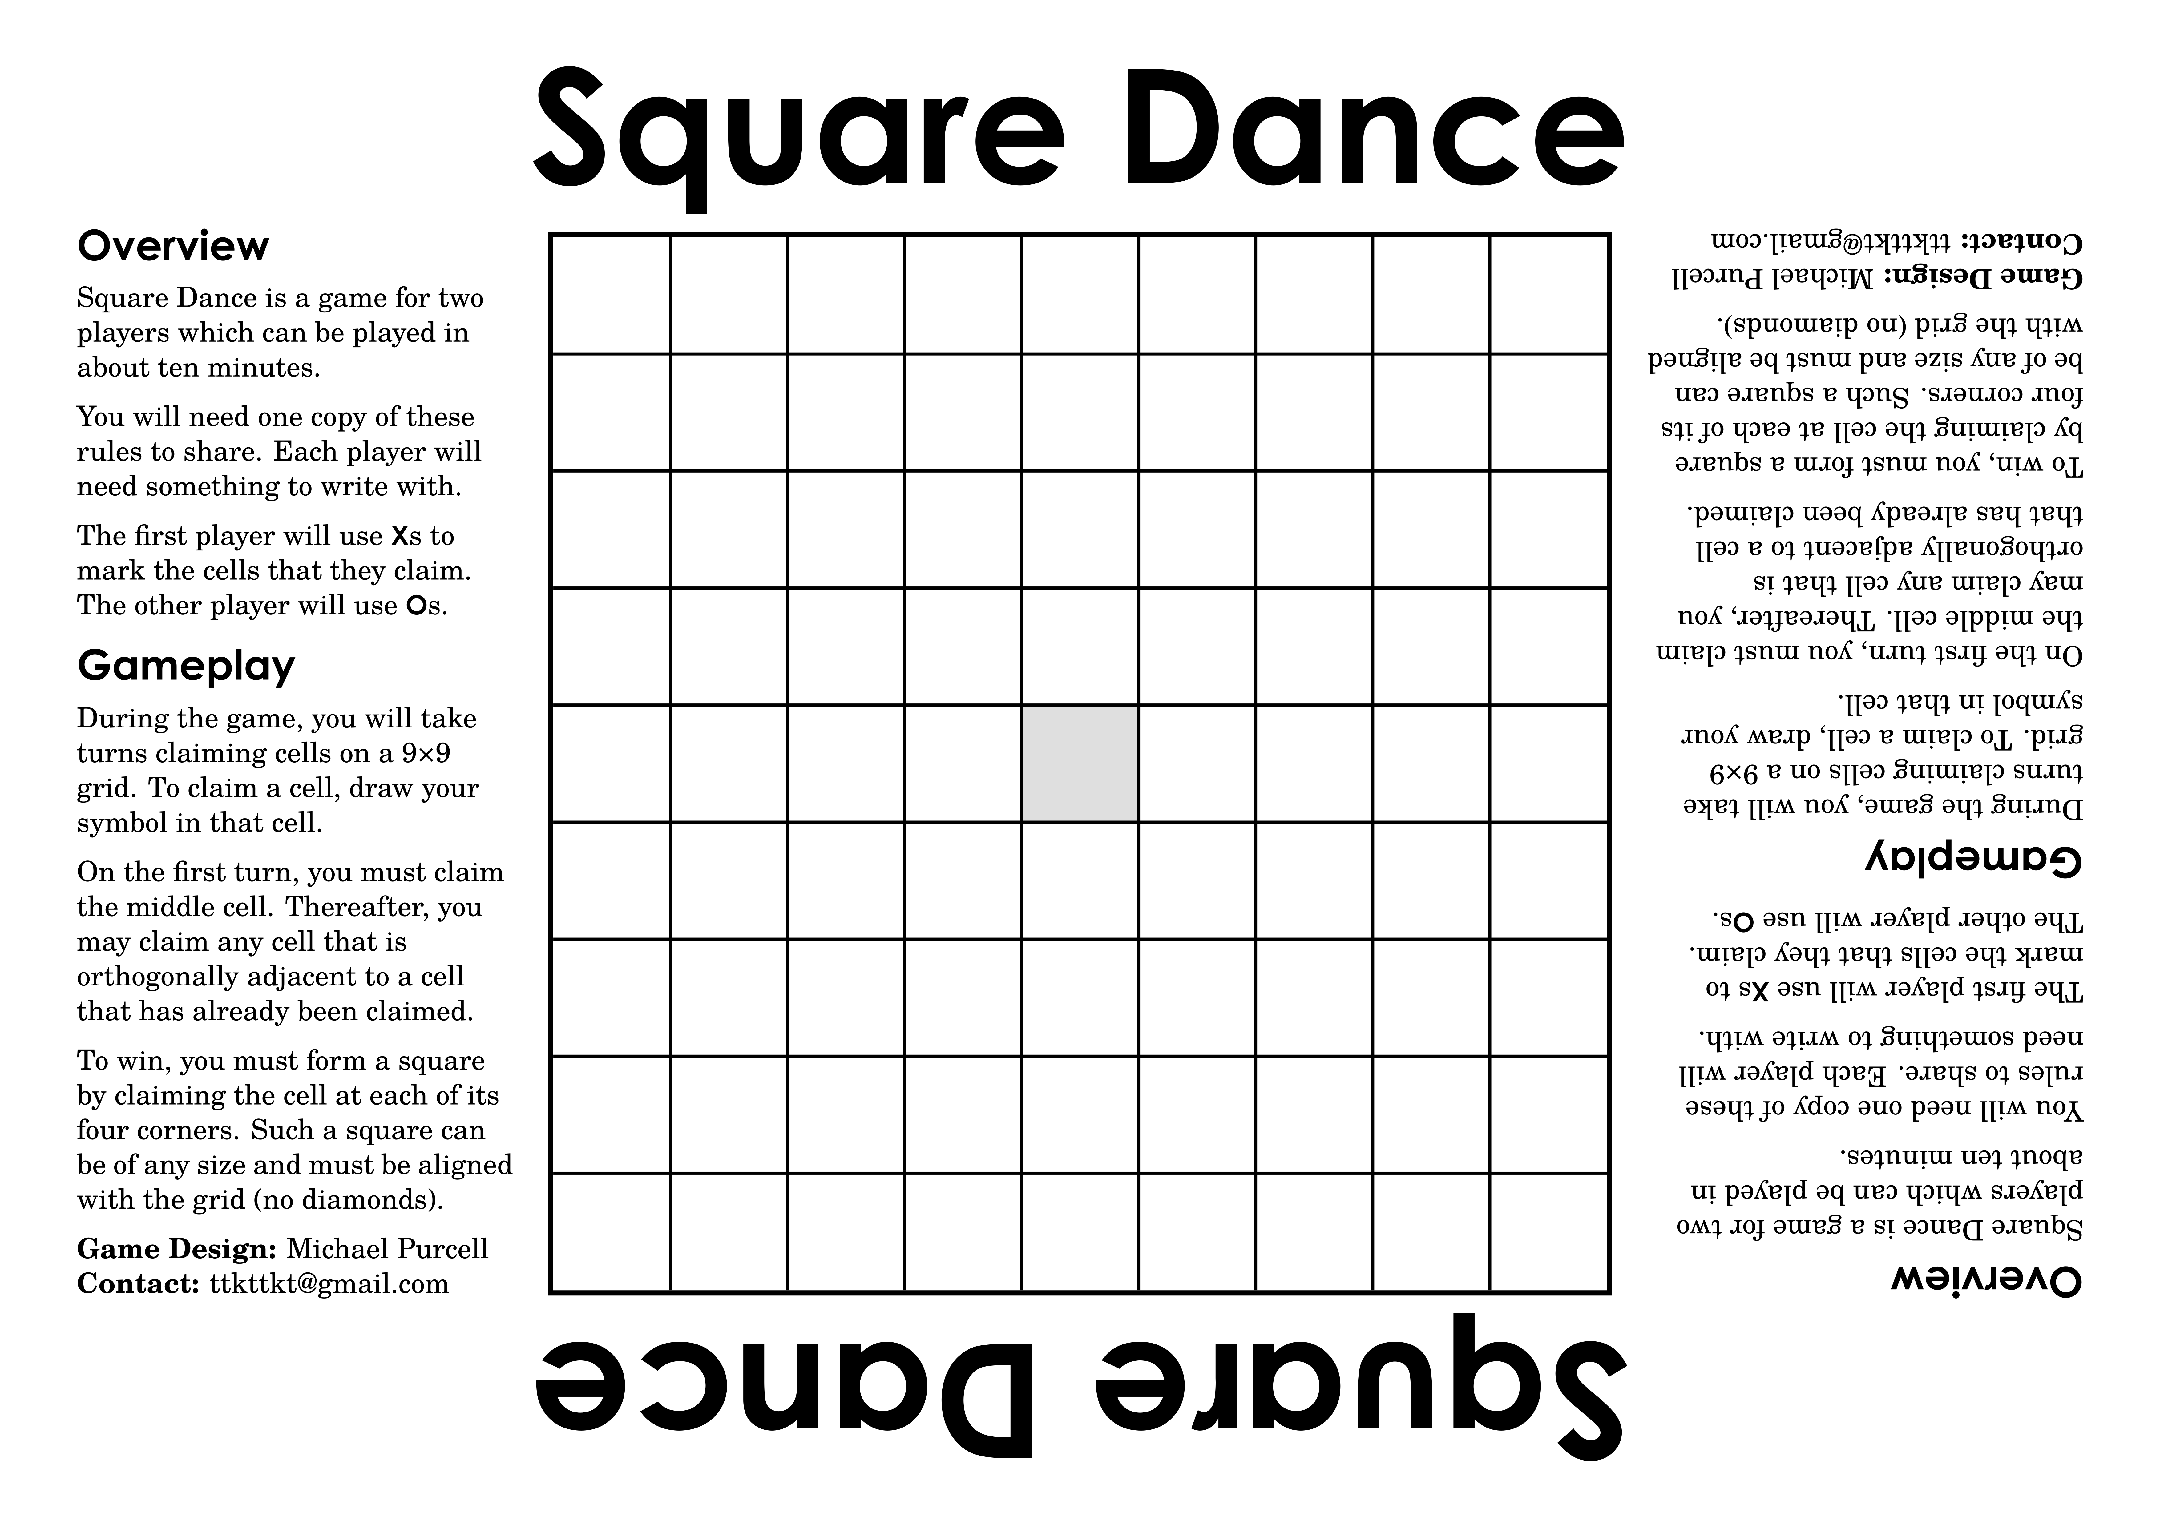 Square Dance
Overview
Square Dance is a game for two
players which can be played in
about ten minutes.
You will need one copy of these
rules to share. Each player will
need something to write with.
The first player will use Xs to
mark the cells that they claim.
The other player will use Os.
Gameplay
During the game, you will take
turns claiming cells on a 9×9
grid. To claim a cell, draw your
symbol in that cell.
On the first turn, you must claim
the middle cell. Thereafter, you
may claim any cell that is
orthogonally adjacent to a cell
that has already been claimed.
To win, you must form a square
by claiming the cell at each of its
four corners. Such a square can
be of any size and must be aligned
with the grid (no diamonds).
Game Design: Michael Purcell
Contact: ttkttkt@gmail.com
Square Dance
Overview
Square Dance is a game for two
players which can be played in
about ten minutes.
You will need one copy of these
rules to share. Each player will
need something to write with.
The first player will use Xs to
mark the cells that they claim.
The other player will use Os.
Gameplay
During the game, you will take
turns claiming cells on a 9×9
grid. To claim a cell, draw your
symbol in that cell.
On the first turn, you must claim
the middle cell. Thereafter, you
may claim any cell that is
orthogonally adjacent to a cell
that has already been claimed.
To win, you must form a square
by claiming the cell at each of its
four corners. Such a square can
be of any size and must be aligned
with the grid (no diamonds).
Game Design: Michael Purcell
Contact: ttkttkt@gmail.com